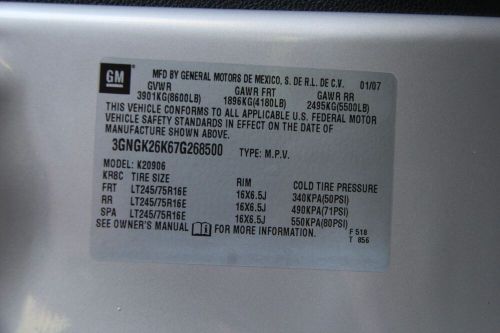 GM
MFD BY GENERAL MOTORS DE MEXICO, S. DE R.L. DE C.V. 01/07
GVWR GAWR FRT GAWR RR
3901KG(8600LB) 1896KG(4180LB) 2495KG(5500LB)
THIS VEHICLE CONFORMS TO ALL APPLICABLE U.S. FEDERAL MOTOR
VEHICLE SAFETY STANDARDS IN EFFECT ON THE DATE OF
MANUFACTURE SHOWN ABOVE.
3GNGK26K67G268500 TYPE: M.P.V.
MODEL: K20906
KR8C TIRE SIZE RIM COLD TIRE PRESSURE
FRT LT245/75R16E 16X6.5J 340KPA(50PSI)
RR LT245/75R16E 16X6.5J 490KPA(71PSI)
SPA LT245/75R16E 16X6.5J 550KPA(80PSI)
SEE OWNER'S MANUAL FOR MORE INFORMATION.
F 518
T 856